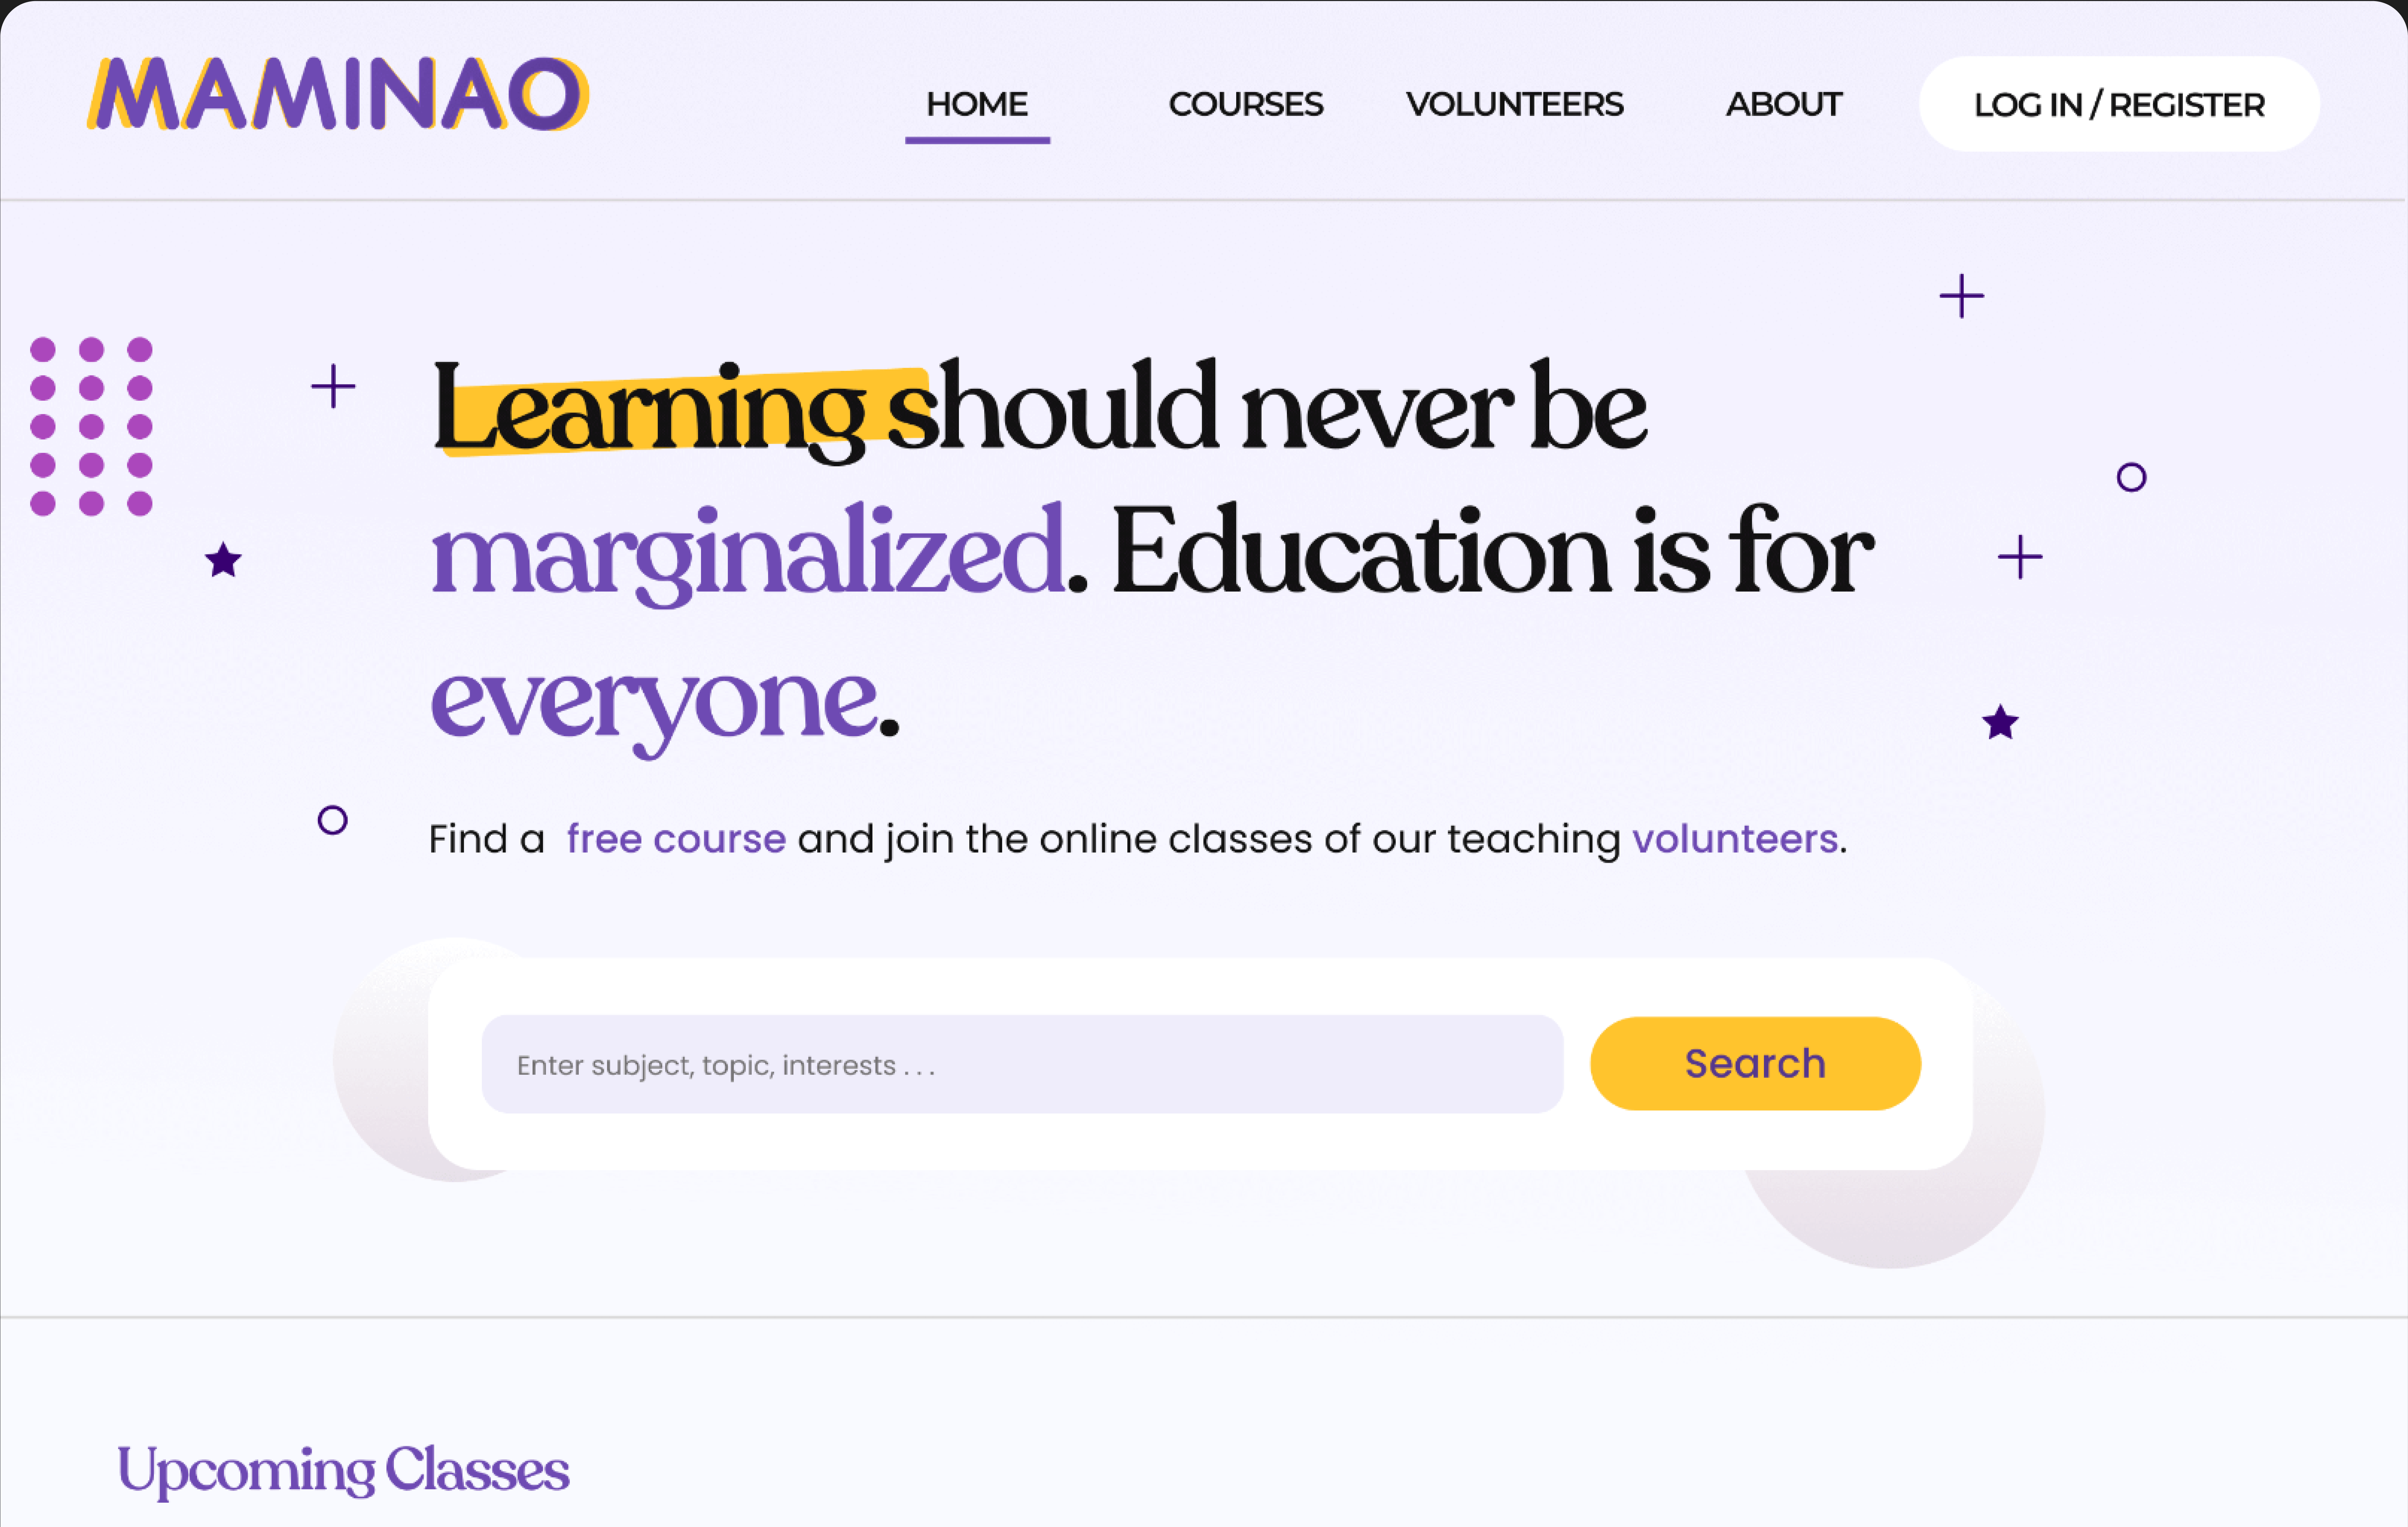 MAMINAO
HOME COURSES VOLUNTEERS ABOUT LOG IN / REGISTER
Learning should never be
marginalized. Education is for
everyone.
Find a free course and join the online classes of our teaching volunteers.
Enter subject, topic, interests . . . Search
Upcoming Classes